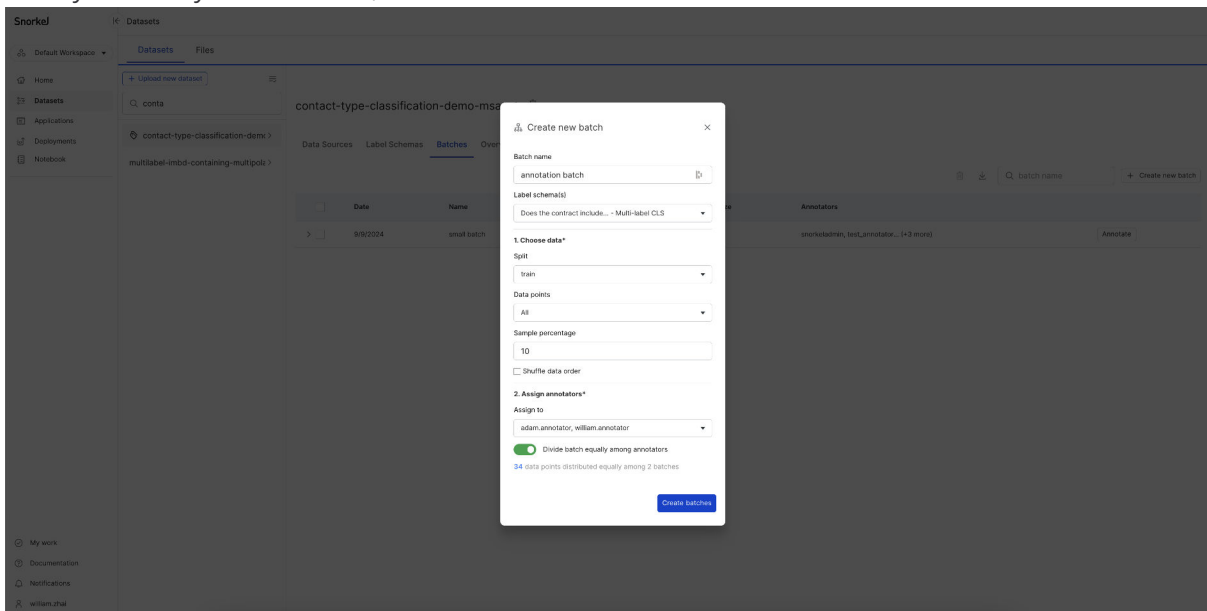 Snorkel
Datasets
Default Workspace
Datasets Files
Home
Datasets
Applications
Deployments
Notebook
+ Upload new dataset
conta
contact-type-classification-demo
multilabel-imbd-containing-multipola
contact-type-classification-demo-msa
Data Sources Label Schemas Batches Over
batch name
+ Create new batch
Date Name Annotators
9/9/2024 small batch snorkeladmin, test_annotator... (+3 more) Annotate
Create new batch
Batch name
annotation batch
Label schema(s)
Does the contract include... - Multi-label CLS
1. Choose data*
Split
train
Data points
All
Sample percentage
10
Shuffle data order
2. Assign annotators*
Assign to
adam.annotator, william.annotator
Divide batch equally among annotators
34 data points distributed equally among 2 batches
Create batches
My work
Documentation
Notifications
william.zhai